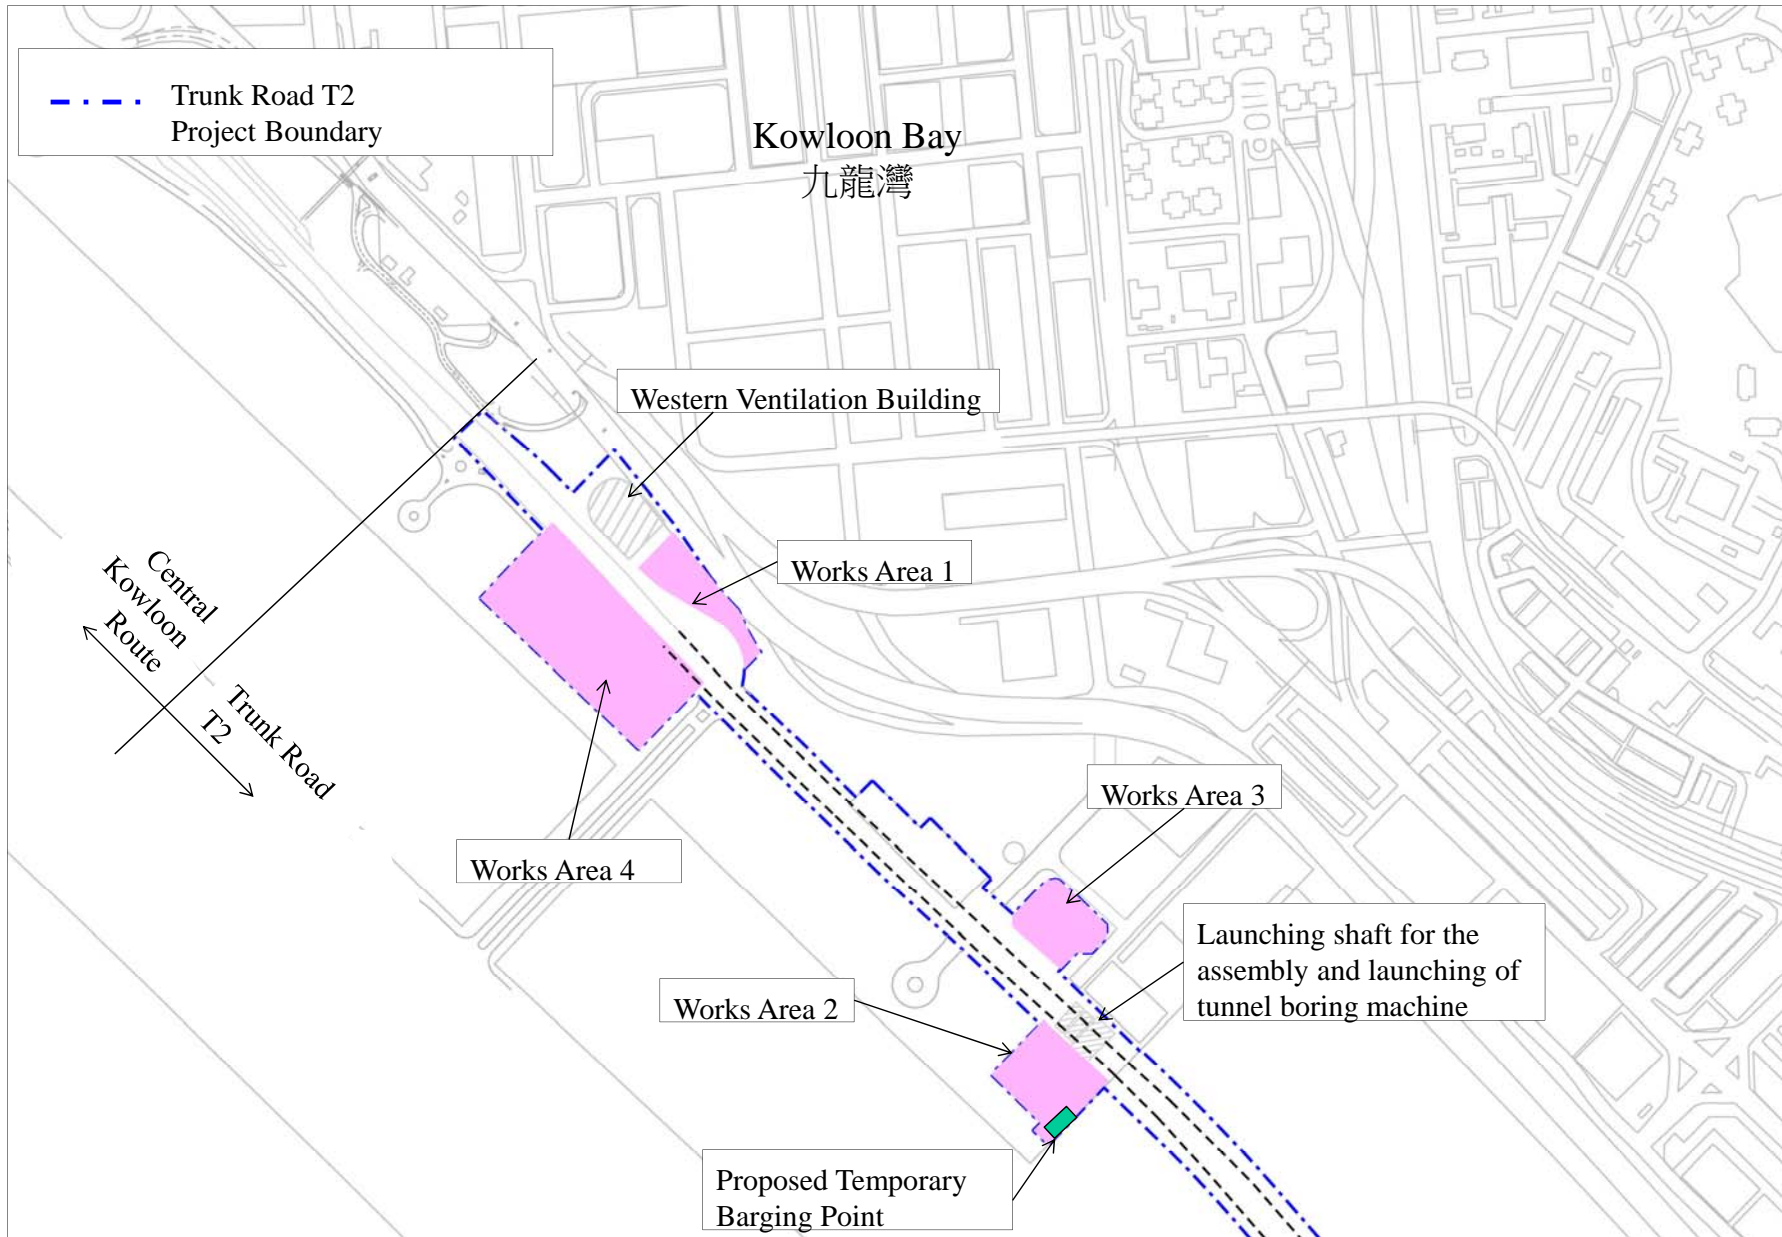 Trunk Road T2
Project Boundary
Kowloon Bay
九龍灣
Western Ventilation Building
Works Area 1
Central
Kowloon
Route
Trunk Road
T2
Works Area 3
Works Area 4
Launching shaft for the
assembly and launching of
tunnel boring machine
Works Area 2
Proposed Temporary
Barging Point